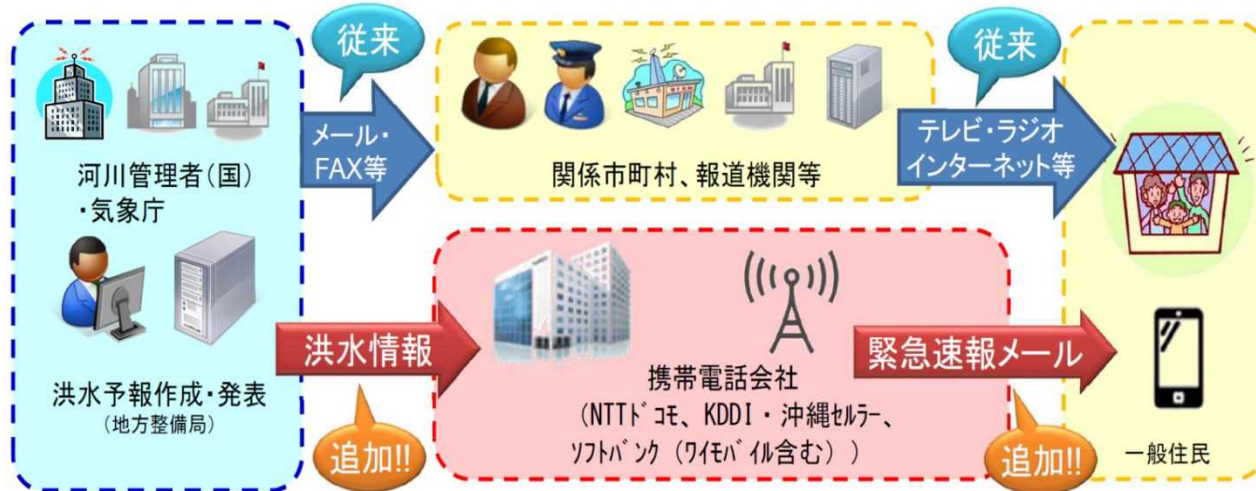 従来
従来
メール・
FAX等
テレビ・ラジオ
インターネット等
河川管理者(国)
・気象庁
関係市町村、報道機関等
洪水情報
緊急速報メール
洪水予報作成・発表
(地方整備局)
携帯電話会社
(NTTﾄﾞｺﾓ、KDDI・沖縄ｾﾙﾗｰ、
ｿﾌﾄﾊﾞﾝｸ(ﾜｲﾓﾊﾞｲﾙ含む))
追加!!
追加!!
一般住民